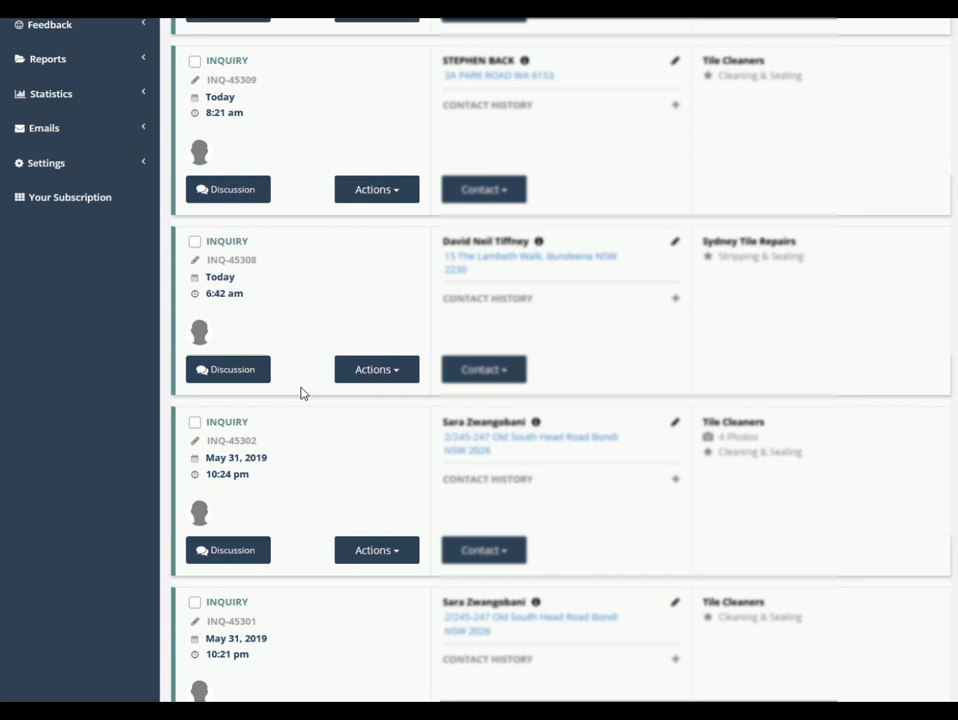 Feedback
Reports
Statistics
Emails
Settings
Your Subscription
INQUIRY
INQ-45309
Today
8:21 am
Discussion
Actions
STEPHEN BACK
3A PARK ROAD WA 6153
CONTACT HISTORY
Contact
Tile Cleaners
Cleaning & Sealing
INQUIRY
INQ-45308
Today
6:42 am
Discussion
Actions
David Neil Tiffney
15 The Lambeth Walk, Bundeena NSW
2230
CONTACT HISTORY
Contact
Sydney Tile Repairs
Stripping & Sealing
INQUIRY
INQ-45302
May 31, 2019
10:24 pm
Discussion
Actions
Sara Zwangobani
2/245-247 Old South Head Road Bondi
NSW 2026
CONTACT HISTORY
Contact
Tile Cleaners
4 Photos
Cleaning & Sealing
INQUIRY
INQ-45301
May 31, 2019
10:21 pm
Sara Zwangobani
2/245-247 Old South Head Road Bondi
NSW 2026
CONTACT HISTORY
Tile Cleaners
Cleaning & Sealing